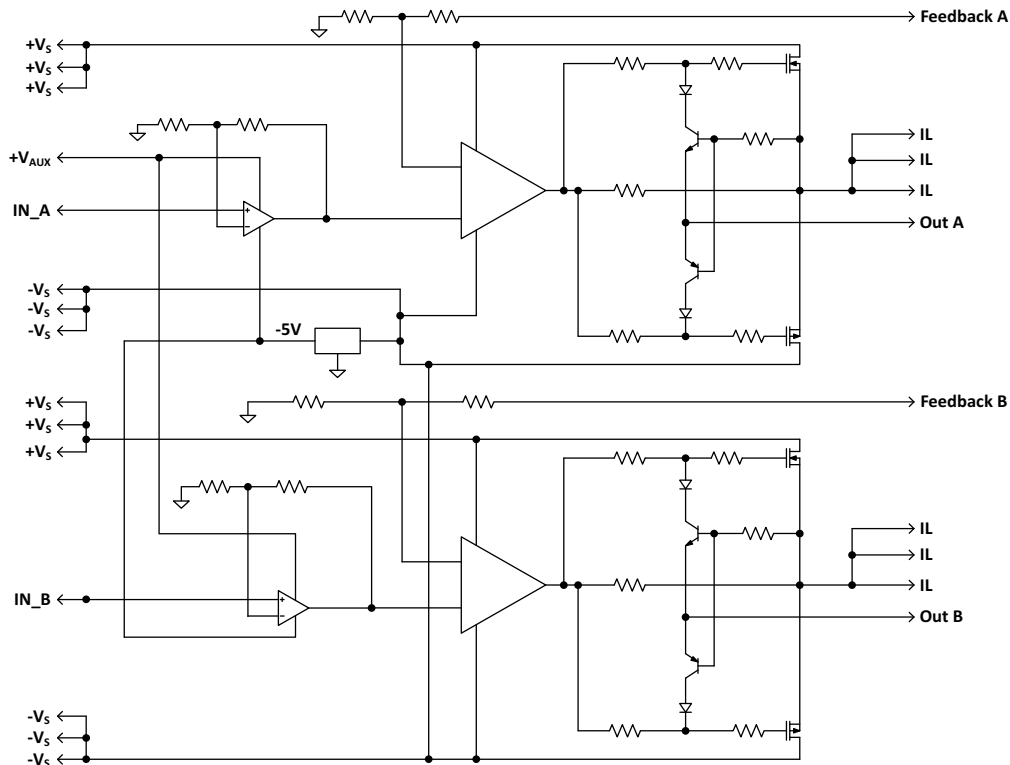 Feedback A
+VS
+VS
+VS
IL
+VAUX
IL
IL
IN_A
+
−
Out A
-VS
-VS
-VS
-5V
+VS
Feedback B
+VS
+VS
IL
IL
IL
IN_B
+
−
Out B
-VS
-VS
-VS